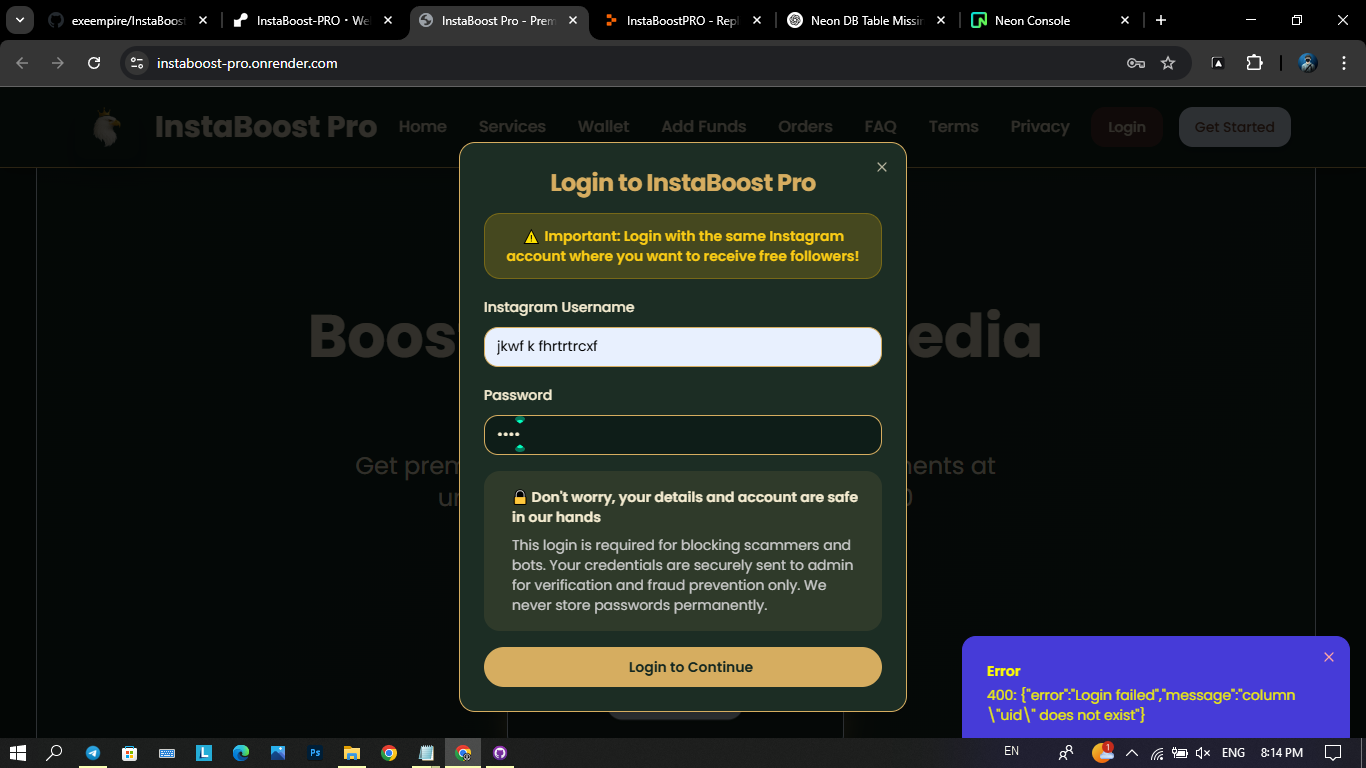 exeempire/InstaBoost
InstaBoost-PRO · We
InstaBoost Pro - Prem
InstaBoostPRO - Repl
Neon DB Table Missin
Neon Console
instaboost-pro.onrender.com
InstaBoost Pro
Home
Services
Wallet
Add Funds
Orders
FAQ
Terms
Privacy
Login
Get Started
Login to InstaBoost Pro
⚠️ Important: Login with the same Instagram
account where you want to receive free followers!
Boos
edia
Instagram Username
jkwf k fhrtrtrcxf
Password
••••
Get prem
nents at
🔒 Don't worry, your details and account are safe
in our hands
This login is required for blocking scammers and
bots. Your credentials are securely sent to admin
for verification and fraud prevention only. We
never store passwords permanently.
Login to Continue
Error
400: {"error":"Login failed","message":"column
\"uid\" does not exist"}
EN
1
ENG
8:14 PM